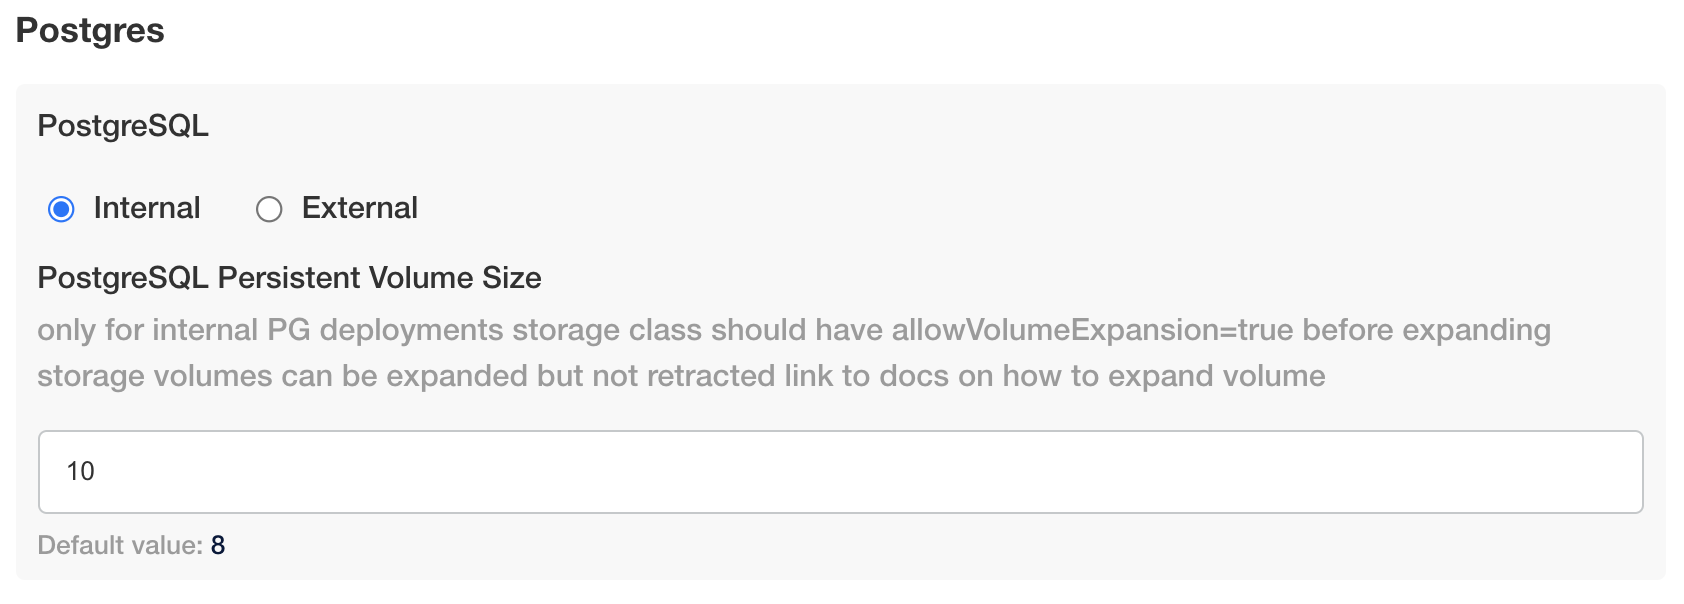 Postgres
PostgreSQL
Internal External
PostgreSQL Persistent Volume Size
only for internal PG deployments storage class should have allowVolumeExpansion=true before expanding
storage volumes can be expanded but not retracted link to docs on how to expand volume
10
Default value: 8